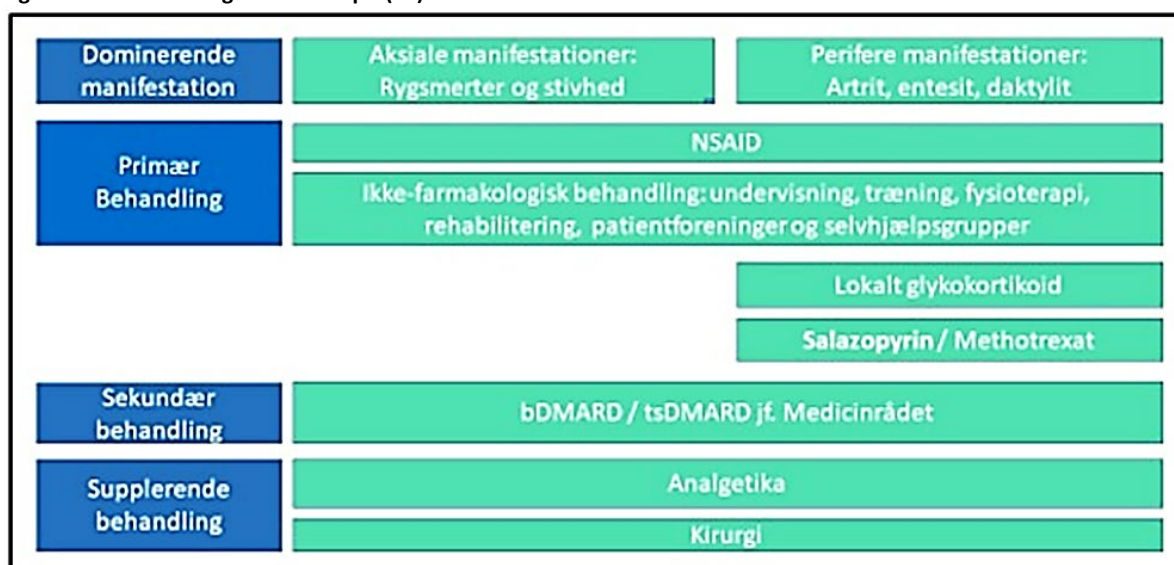 Dominerende
manifestation
Aksiale manifestationer:
Rygsmerter og stivhed
Perifere manifestationer:
Artrit, entesit, daktylit
Primær
Behandling
NSAID
Ikke-farmakologisk behandling: undervisning, træning, fysioterapi,
rehabilitering, patientforeninger og selvhjælpsgrupper
Lokalt glykokortikoid
Salazopyrin / Methotrexat
Sekundær
behandling
bDMARD / tsDMARD jf. Medicinrådet
Supplerende
behandling
Analgetika
Kirurgi